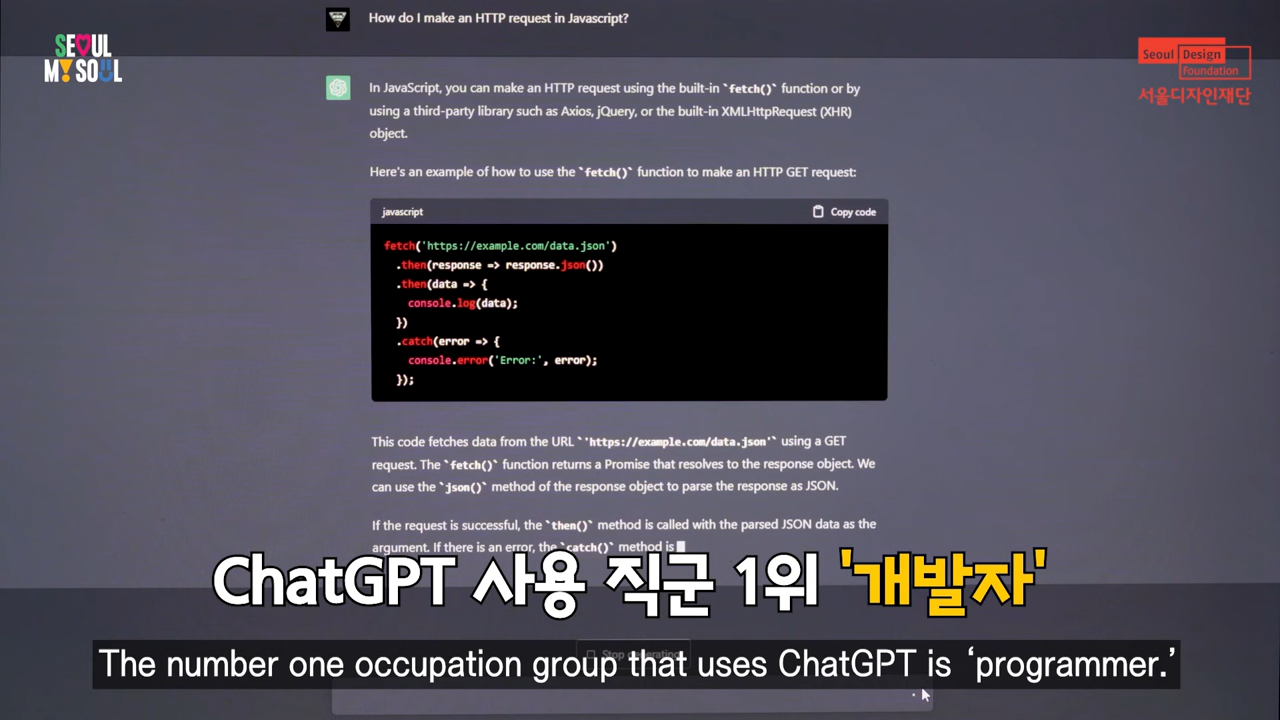 SEOUL
MY SOUL
Seoul Design
Foundation
서울디자인재단
How do I make an HTTP request in Javascript?
In JavaScript, you can make an HTTP request using the built-in `fetch()` function or by
using a third-party library such as Axios, jQuery, or the built-in XMLHttpRequest (XHR)
object.
Here's an example of how to use the `fetch()` function to make an HTTP GET request:
javascript Copy code
fetch('https://example.com/data.json')
.then(response => response.json())
.then(data => {
console.log(data);
})
.catch(error => {
console.error('Error:', error);
});
This code fetches data from the URL `'https://example.com/data.json'` using a GET
request. The `fetch()` function returns a Promise that resolves to the response object. We
can use the `json()` method of the response object to parse the response as JSON.
If the request is successful, the `then()` method is called with the parsed JSON data as the
argument. If there is an error, the `catch()` method is
ChatGPT 사용 직군 1위 '개발자'
Stop generating
The number one occupation group that uses ChatGPT is ‘programmer.’